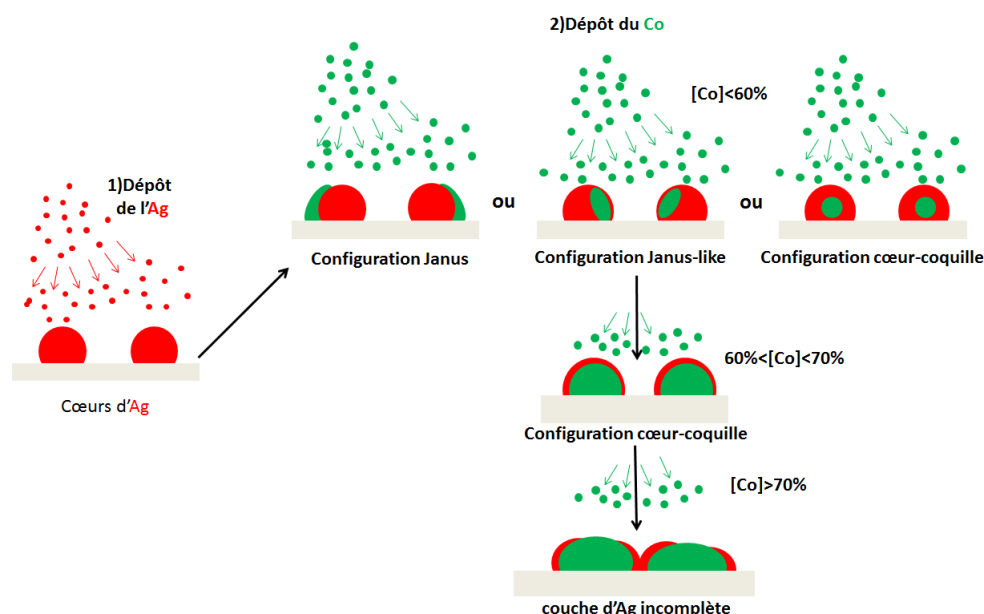 1)Dépôt
de l'Ag
Cœurs d'Ag
2)Dépôt du Co
[Co]<60%
Configuration Janus
ou
Configuration Janus-like
ou
Configuration cœur-coquille
60%<[Co]<70%
Configuration cœur-coquille
[Co]>70%
couche d'Ag incomplète